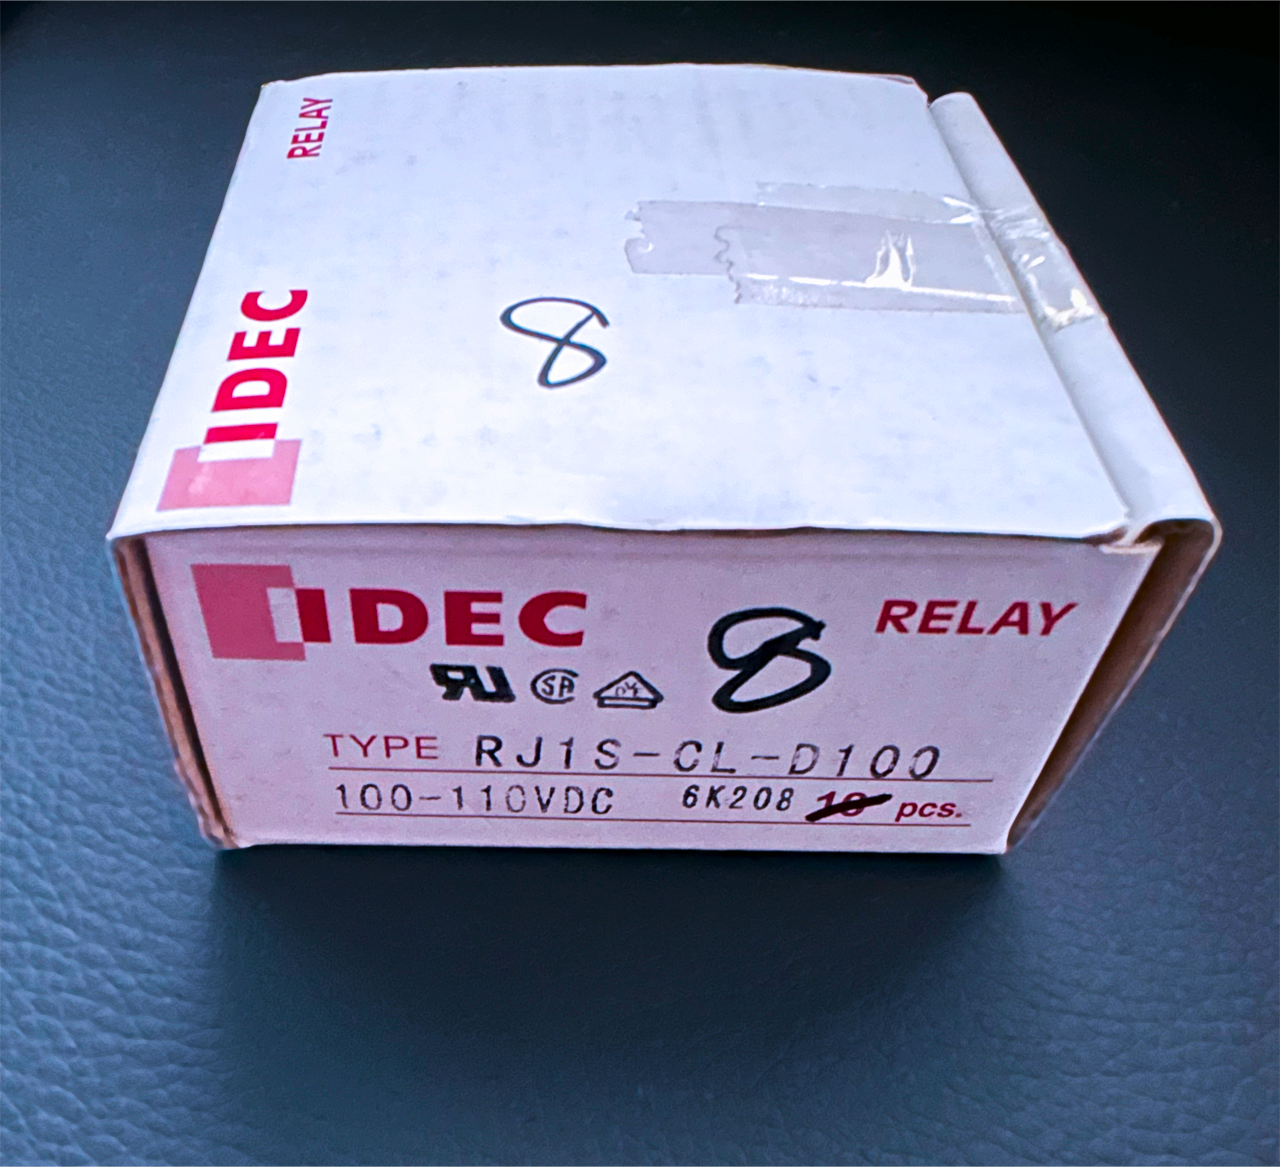 RELAY
IDEC
8
IDEC
8
RELAY
TYPE RJ1S-CL-D100
100-110VDC 6K208 10 pcs.